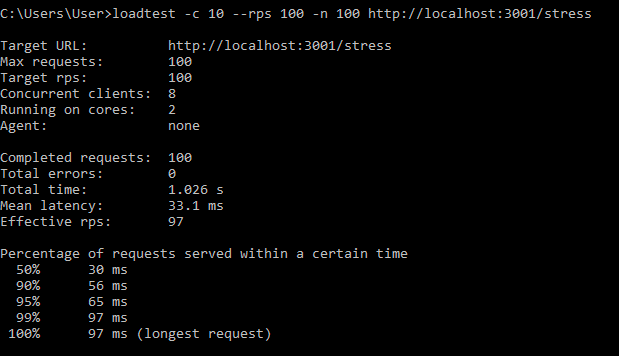 C:\Users\User>loadtest -c 10 --rps 100 -n 100 http://localhost:3001/stress
Target URL: http://localhost:3001/stress
Max requests: 100
Target rps: 100
Concurrent clients: 8
Running on cores: 2
Agent: none
Completed requests: 100
Total errors: 0
Total time: 1.026 s
Mean latency: 33.1 ms
Effective rps: 97
Percentage of requests served within a certain time
50% 30 ms
90% 56 ms
95% 65 ms
99% 97 ms
100% 97 ms (longest request)